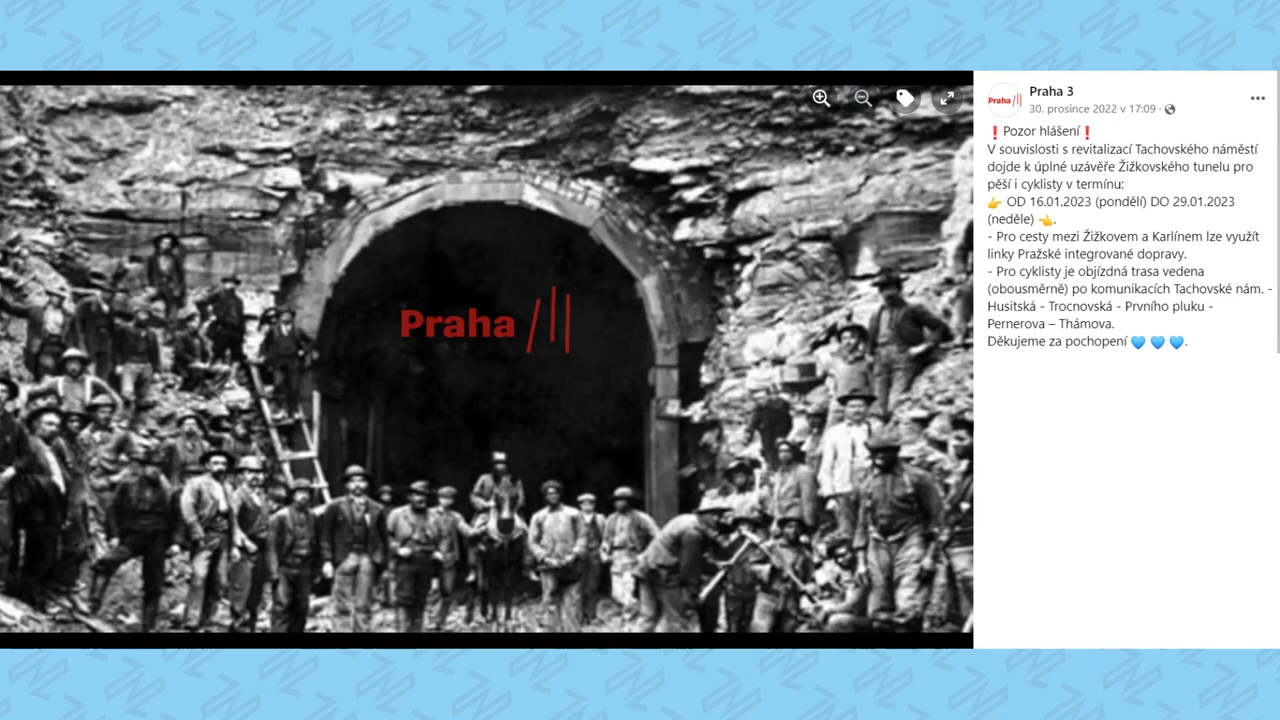 Praha
Praha
Praha 3
30. prosince 2022 v 17:09 ·
❗Pozor hlášení❗
V souvislosti s revitalizací Tachovského náměstí
dojde k úplné uzávěře Žižkovského tunelu pro
pěší i cyklisty v termínu:
👉 OD 16.01.2023 (pondělí) DO 29.01.2023
(neděle) 👈.
- Pro cesty mezi Žižkovem a Karlínem lze využít
linky Pražské integrované dopravy.
- Pro cyklisty je objízdná trasa vedena
(obousměrně) po komunikacích Tachovské nám. -
Husitská - Trocnovská - Prvního pluku -
Pernerova – Thámova.
Děkujeme za pochopení 💙 💙 💙.